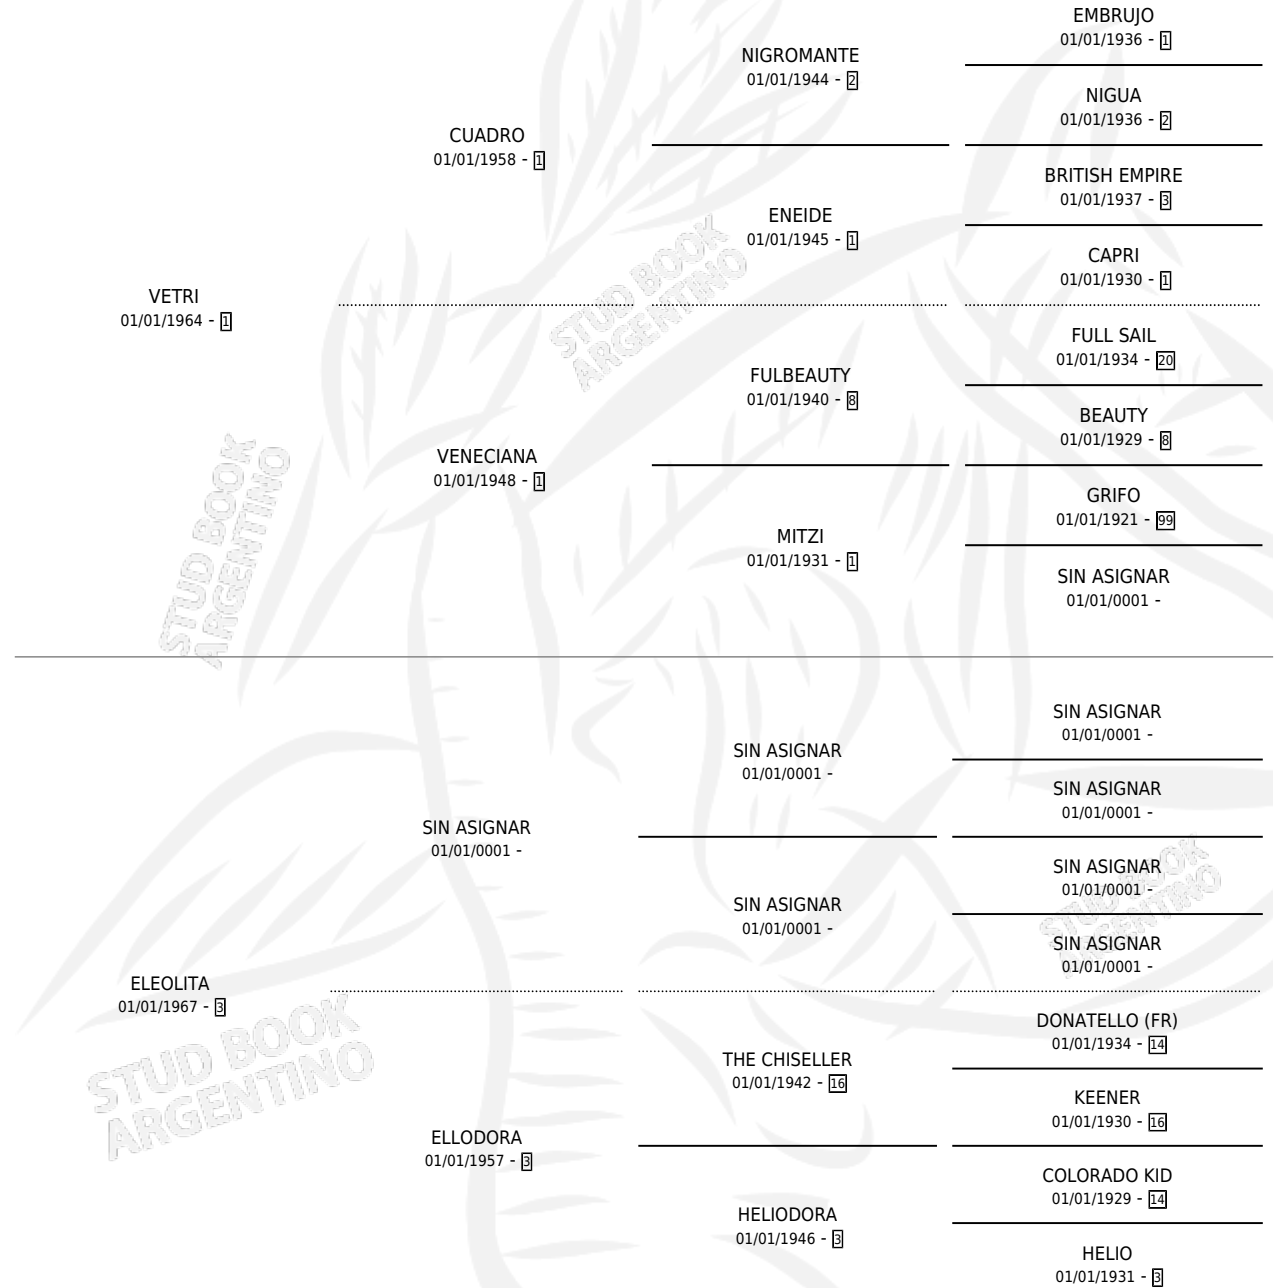 EMBRUJO
01/01/1936 - 1
NIGROMANTE
01/01/1944 - 2
NIGUA
01/01/1936 - 2
CUADRO
01/01/1958 - 1
BRITISH EMPIRE
01/01/1937 - 3
ENEIDE
01/01/1945 - 1
CAPRI
01/01/1930 - 1
VETRI
01/01/1964 - 1
FULL SAIL
01/01/1934 - 20
FULBEAUTY
01/01/1940 - 8
BEAUTY
01/01/1929 - 8
VENECIANA
01/01/1948 - 1
GRIFO
01/01/1921 - 99
MITZI
01/01/1931 - 1
SIN ASIGNAR
01/01/0001 -
SIN ASIGNAR
01/01/0001 -
SIN ASIGNAR
01/01/0001 -
SIN ASIGNAR
01/01/0001 -
SIN ASIGNAR
01/01/0001 -
SIN ASIGNAR
01/01/0001 -
SIN ASIGNAR
01/01/0001 -
SIN ASIGNAR
01/01/0001 -
ELEOLITA
01/01/1967 - 3
DONATELLO (FR)
01/01/1934 - 14
THE CHISELLER
01/01/1942 - 16
KEENER
01/01/1930 - 16
ELLODORA
01/01/1957 - 3
COLORADO KID
01/01/1929 - 14
HELIODORA
01/01/1946 - 3
HELIO
01/01/1931 - 3
STUD BOOK
ARGENTINO
STUD BOOK
ARGENTINO
STUD BOOK
ARGENTINO
STUD BOOK
ARGENTINO